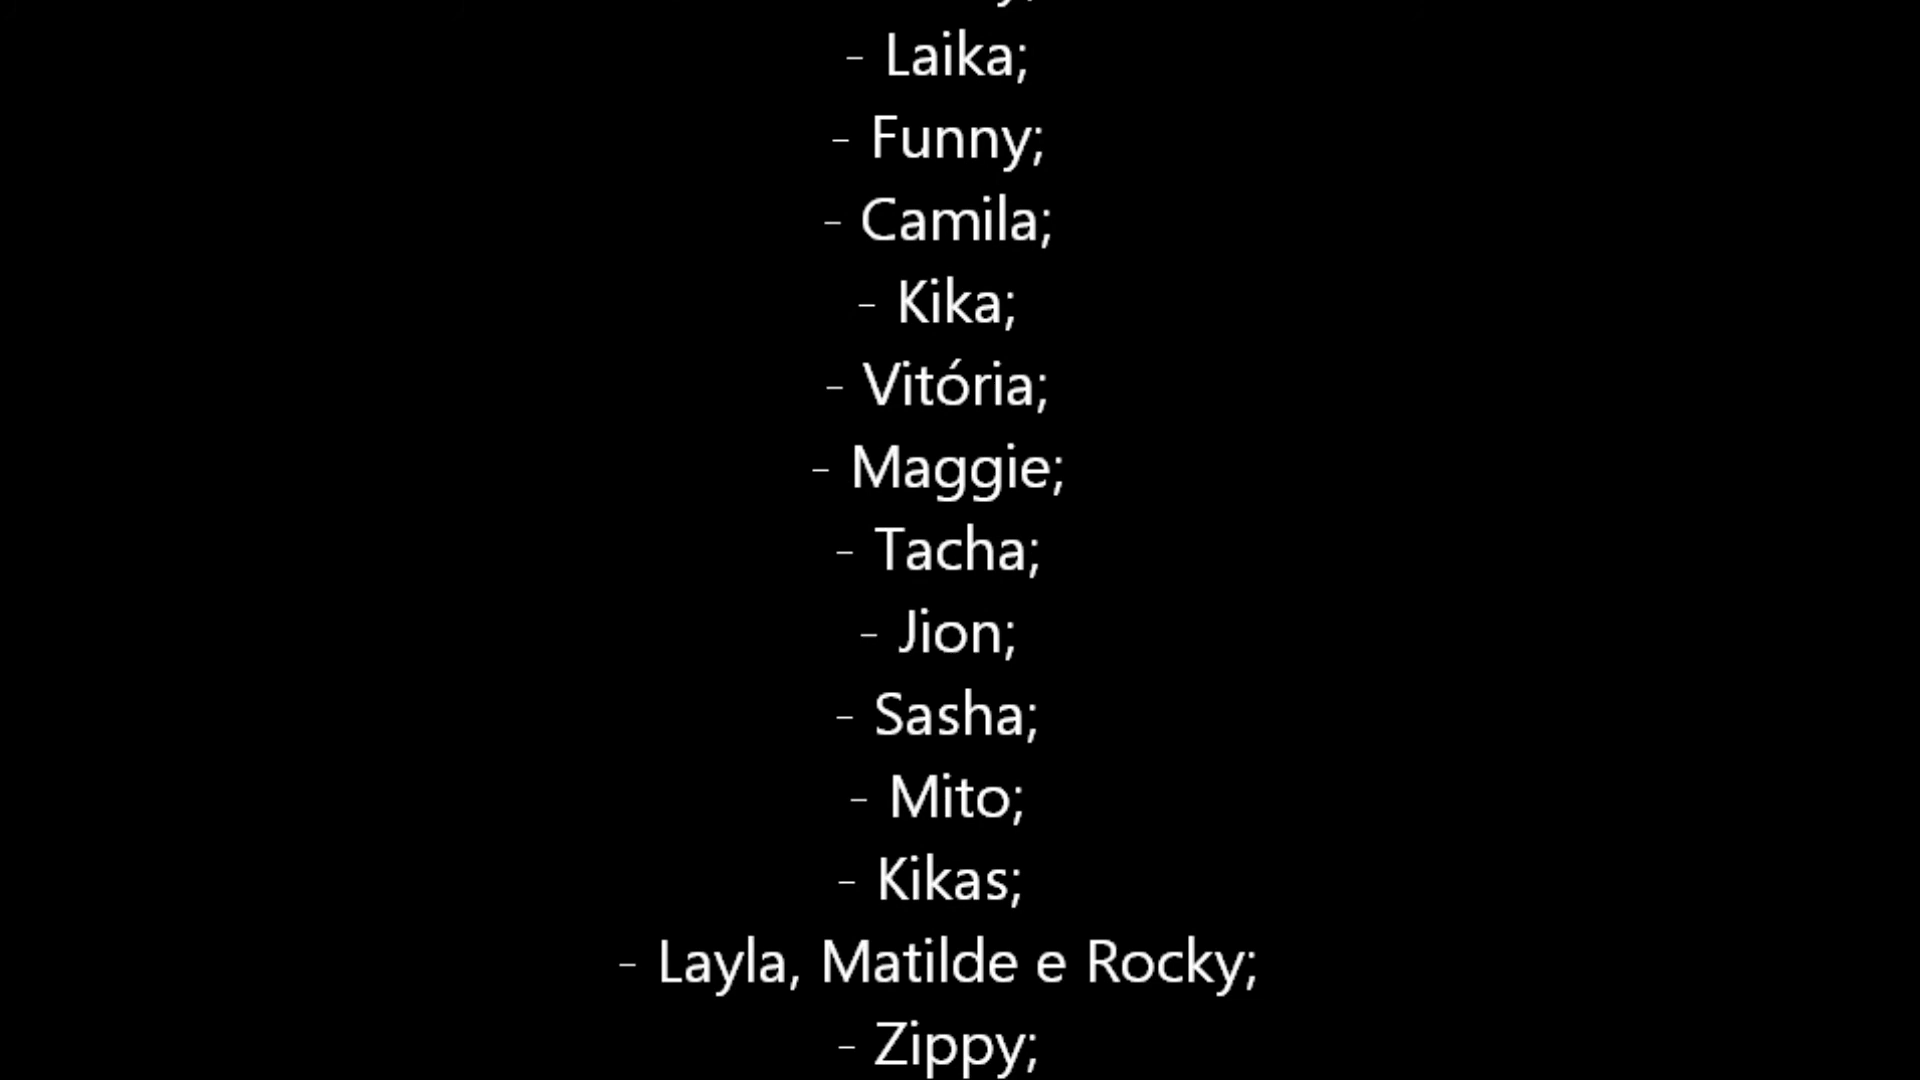 - Laika;
- Funny;
- Camila;
- Kika;
- Vitória;
- Maggie;
- Tacha;
- Jion;
- Sasha;
- Mito;
- Kikas;
- Layla, Matilde e Rocky;
- Zippy;